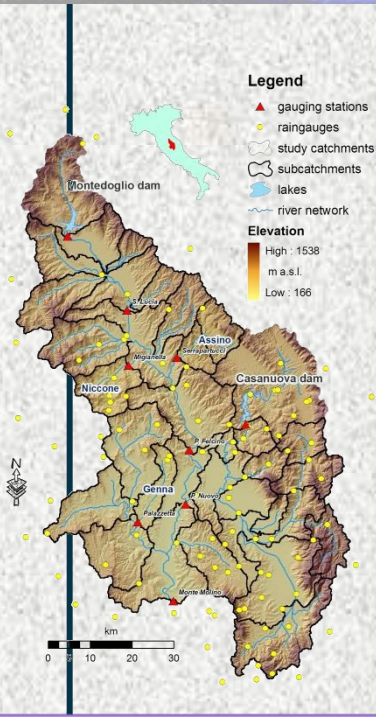 Legend
gauging stations
raingauges
study catchments
subcatchments
lakes
river network
Elevation
High : 1538
m a.s.l.
Low : 166
Montedoglio dam
S. Lucia
Assino
Serrapartucci
Migianella
Niccone
Casanuova dam
P. Felcino
Genna
P. Nuovo
Palazzetta
Monte Molino
N
km
0 5 10 20 30